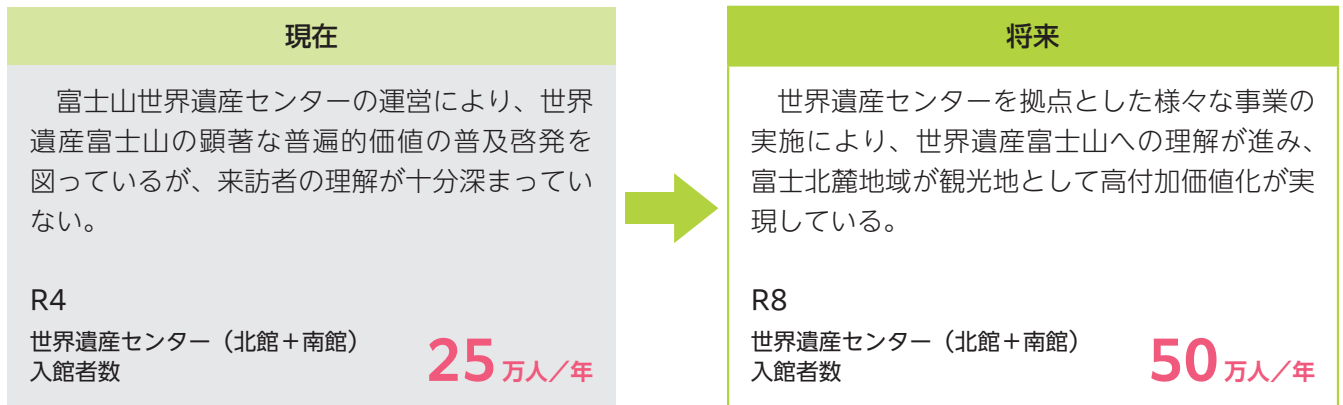 現在
富士山世界遺産センターの運営により、世界
遺産富士山の顕著な普遍的価値の普及啓発を
図っているが、来訪者の理解が十分深まってい
ない。
R4
世界遺産センター（北館＋南館）
入館者数
25万人／年
将来
世界遺産センターを拠点とした様々な事業の
実施により、世界遺産富士山への理解が進み、
富士北麓地域が観光地として高付加価値化が実
現している。
R8
世界遺産センター（北館＋南館）
入館者数
50万人／年